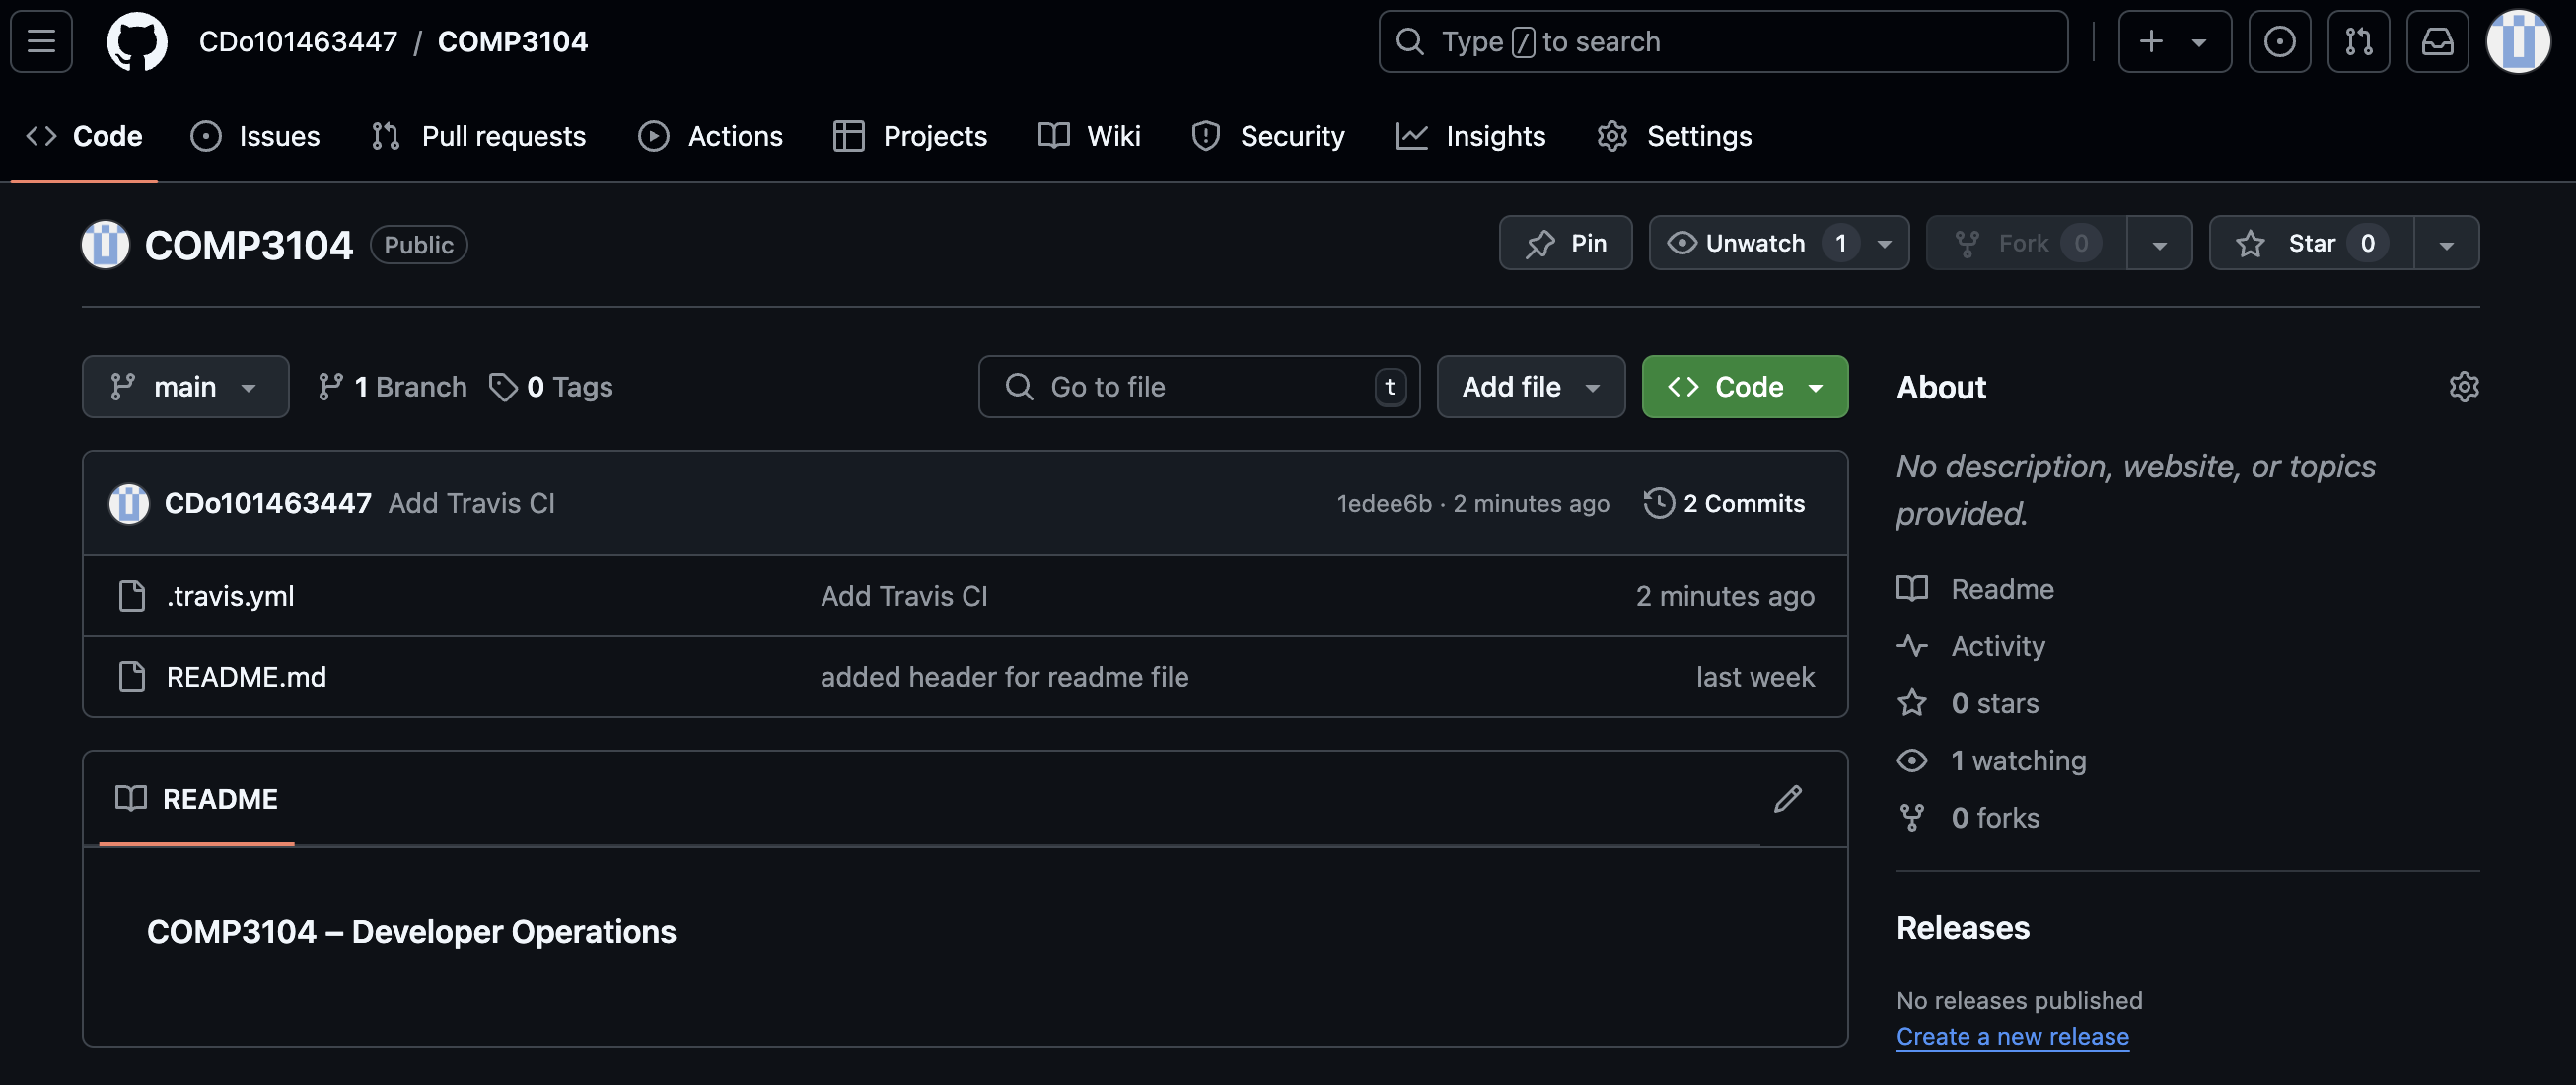 CDo101463447 / COMP3104
Type / to search
Code Issues Pull requests Actions Projects Wiki Security Insights Settings
COMP3104 Public
Pin Unwatch 1 Fork 0 Star 0
main 1 Branch 0 Tags Go to file t Add file Code
CDo101463447 Add Travis CI 1edee6b · 2 minutes ago 2 Commits
.travis.yml Add Travis CI 2 minutes ago
README.md added header for readme file last week
README
COMP3104 – Developer Operations
About
No description, website, or topics
provided.
Readme
Activity
0 stars
1 watching
0 forks
Releases
No releases published
Create a new release